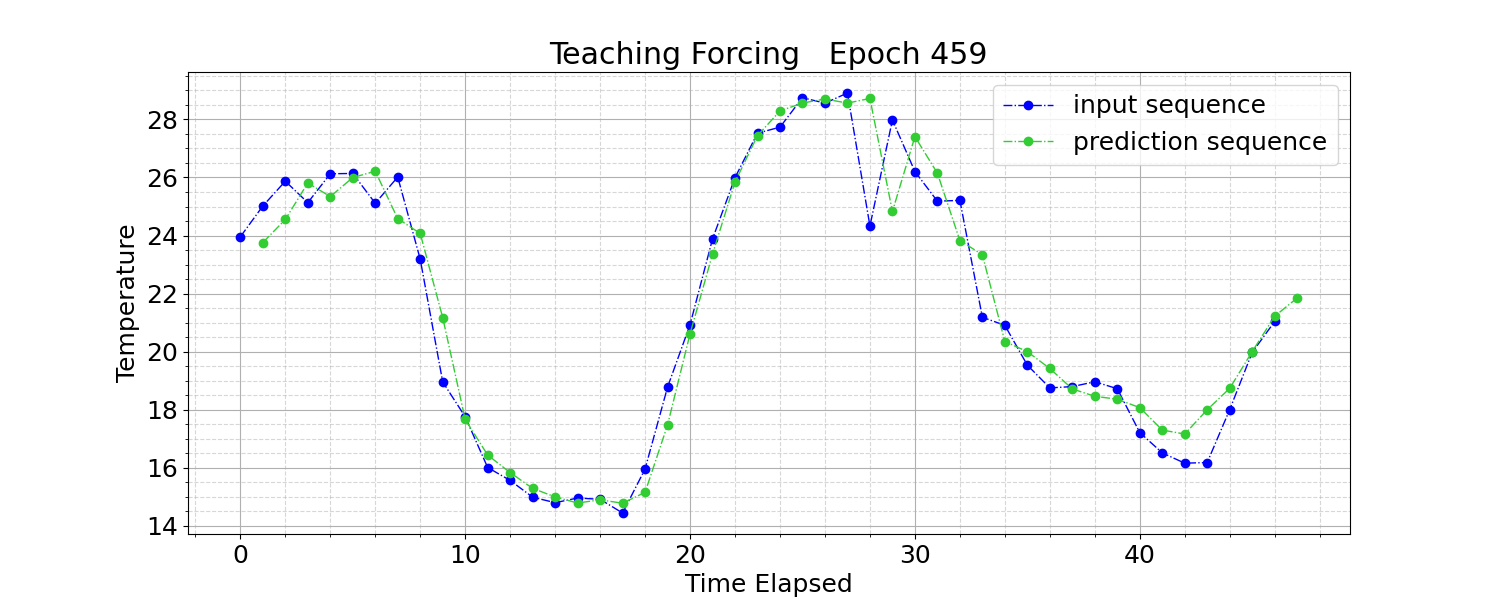 Teaching Forcing   Epoch 459
input sequence
prediction sequence
Temperature
28
26
24
22
20
18
16
14
0 10 20 30 40
Time Elapsed